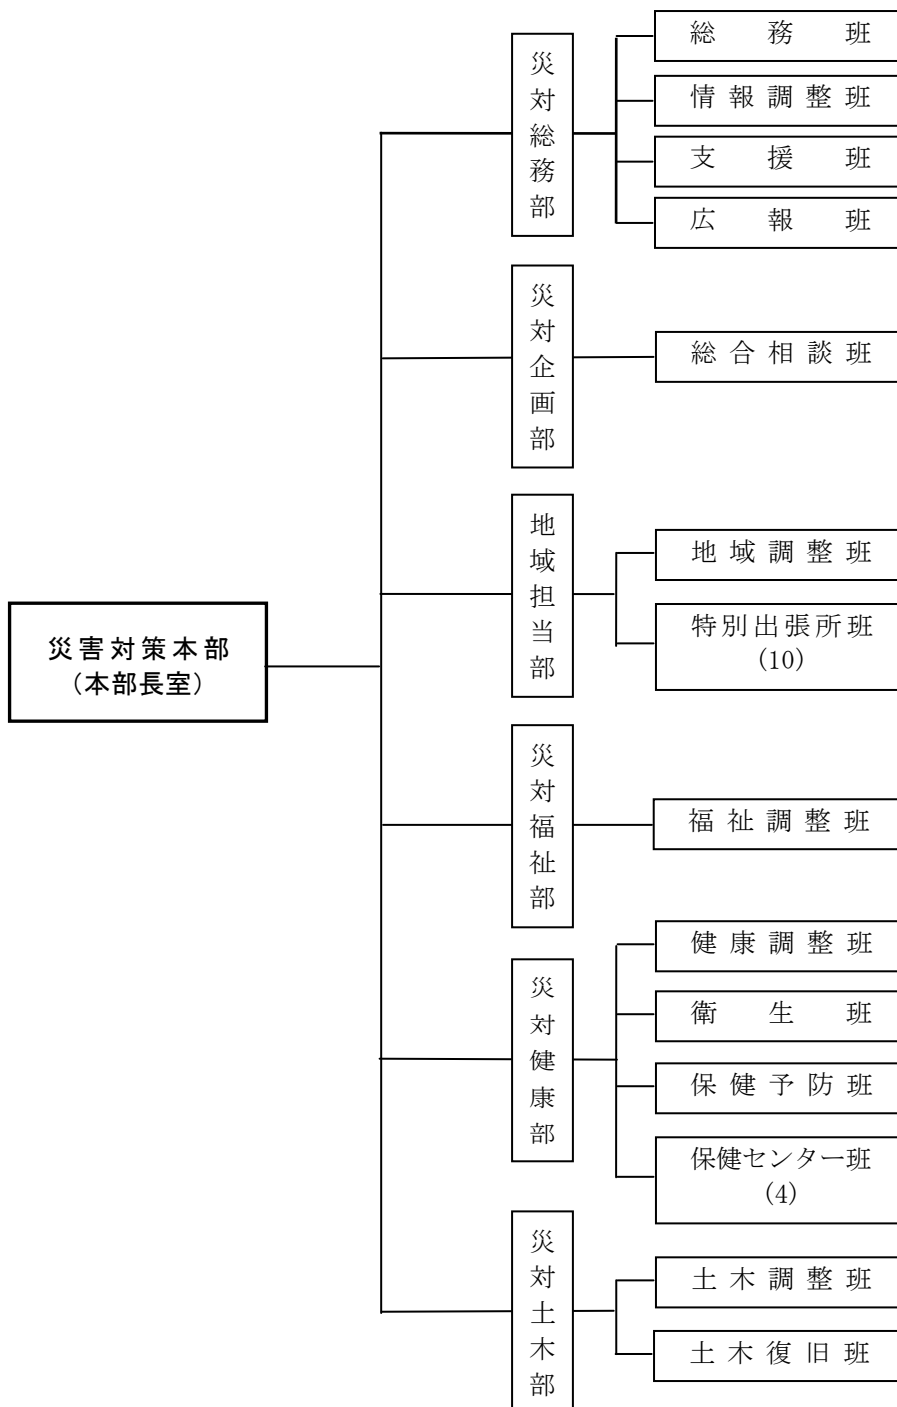 災害対策本部
（本部長室）
災対総務部
総務班
情報調整班
支援班
広報班
災対企画部
総合相談班
地域担当部
地域調整班
特別出張所班
（10）
災対福祉部
福祉調整班
災対健康部
健康調整班
衛生班
保健予防班
保健センター班
（4）
災対土木部
土木調整班
土木復旧班